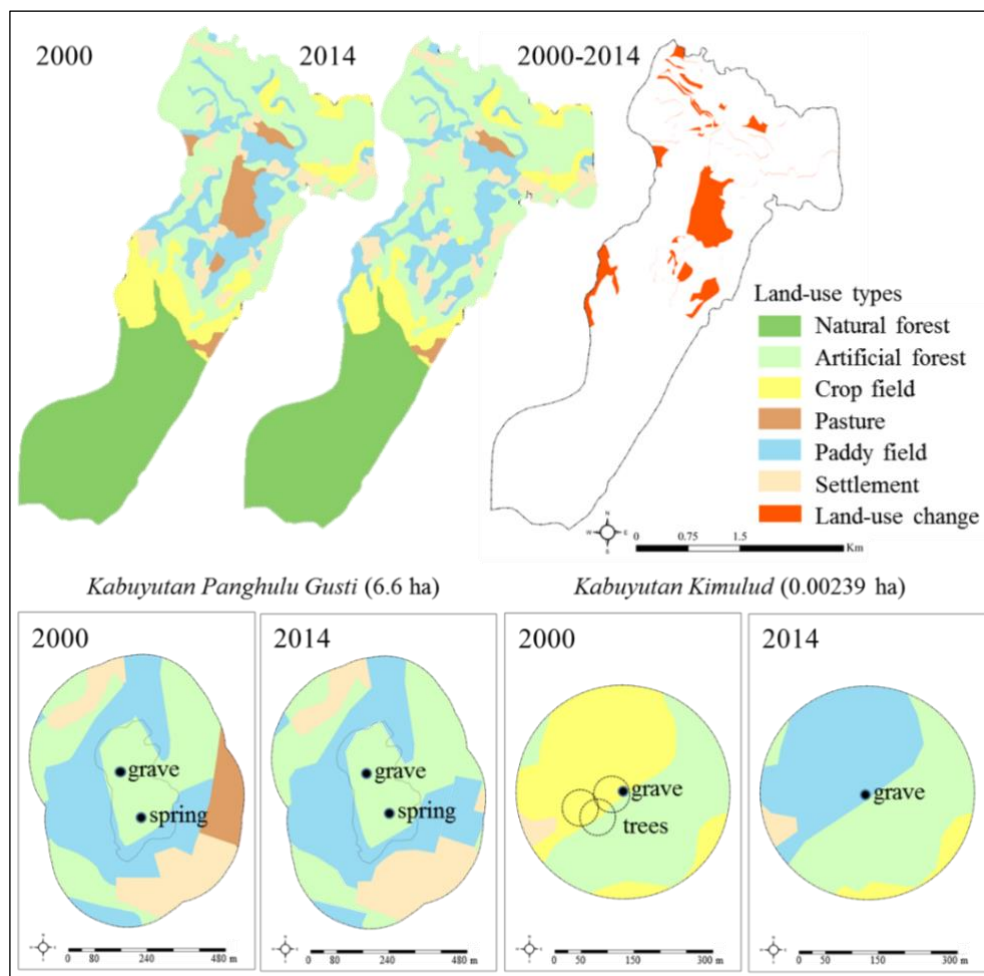 2000
2014
2000-2014
Land-use types
Natural forest
Artificial forest
Crop field
Pasture
Paddy field
Settlement
Land-use change
N
W E
S
0 0.75 1.5
Km
Kabuyutan Panghulu Gusti (6.6 ha)
Kabuyutan Kimulud (0.00239 ha)
2000
grave
spring
0 80 240 480 m
2014
grave
spring
0 80 240 480 m
2000
grave
trees
0 50 150 300 m
2014
grave
0 50 150 300 m